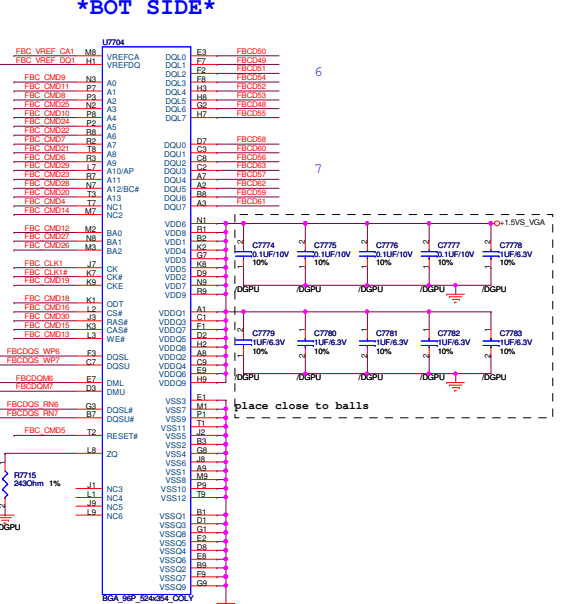 *BOT SIDE*
U7704
FBC_VREF_CA1 M8 VREFCA DQL0 E3 FBCD50
FBC_VREF_DQ1 H1 VREFDQ DQL1 F7 FBCD49
DQL2 F2 FBCD51
FBC_CMD9 N3 A0 DQL3 F8 FBCD54
FBC_CMD11 P7 A1 DQL4 H3 FBCD52
FBC_CMD8 P3 A2 DQL5 H8 FBCD53
FBC_CMD25 N2 A3 DQL6 G2 FBCD48
FBC_CMD10 P8 A4 DQL7 H7 FBCD55
6
FBC_CMD24 P2 A5
FBC_CMD22 R8 A6
FBC_CMD7 R2 A7 DQU0 D7 FBCD58
FBC_CMD21 T8 A8 DQU1 C3 FBCD60
FBC_CMD6 R3 A9 DQU2 C8 FBCD56
FBC_CMD29 L7 A10/AP DQU3 C2 FBCD63
FBC_CMD23 R7 A11 DQU4 A7 FBCD57
FBC_CMD28 N7 A12/BC# DQU5 A2 FBCD62
FBC_CMD20 T3 A13 DQU6 B8 FBCD59
FBC_CMD4 T7 NC1 DQU7 A3 FBCD61
FBC_CMD14 M7 NC2
7
VDD6 N1
+1.5VS_VGA
FBC_CMD12 M2 BA0 VDD8 R1
FBC_CMD27 N8 BA1 VDD1 B2
FBC_CMD26 M3 BA2 VDD4 K2
VDD2 G7
VDD3 K8
FBC_CLK1 J7 CK VDD5
FBC_CLK1# K7 CK# VDD2 D9
FBC_CMD19 K9 CKE VDD7 N9
VDD9 R9
C7774 0.1UF/10V 10% /DGPU
C7775 0.1UF/10V 10% /DGPU
C7776 0.1UF/10V 10% /DGPU
C7777 0.1UF/10V 10% /DGPU
C7778 1UF/6.3V 10% /DGPU
FBC_CMD18 K1 ODT
FBC_CMD16 L2 CS# VDDQ1 A1
FBC_CMD30 J3 RAS# VDDQ3 C1
FBC_CMD15 K3 CAS# VDDQ7 F1
FBC_CMD13 L3 WE# VDDQ5 D2
VDDQ8 H2
FBCDQS_WP6 F3 DQSL VDDQ2 A8
FBCDQS_WP7 C7 DQSU VDDQ4 C9
VDDQ6 E9
FBCDQM6 E7 DML VDDQ9 H9
FBCDQM7 D3 DMU
C7779 1UF/6.3V 10% /DGPU
C7780 1UF/6.3V 10% /DGPU
C7781 1UF/6.3V 10% /DGPU
C7782 1UF/6.3V 10% /DGPU
C7783 1UF/6.3V 10% /DGPU
place close to balls
VSS3 E1
FBCDQS_RN6 G3 DQSL# VSS7 M1
FBCDQS_RN7 B7 DQSU# VSS9 P1
VSS11 T1
FBC_CMD5 T2 RESET# VSS5 J2
VSS2 B3
L8 ZQ VSS4 G8
VSS6 J8
VSS1 A9
VSS8 M9
R7715 243Ohm 1%
J1 NC3 VSS10 P9
L1 NC4 VSS12 T9
J9 NC5
L9 NC6 VSSQ1 B1
VSSQ3 D1
VSSQ8 G1
DGPU
VSSQ5 E2
VSSQ4 D8
VSSQ6 E8
VSSQ2 B9
VSSQ7 F9
VSSQ9 G9
BGA_96P_524x354_COLY